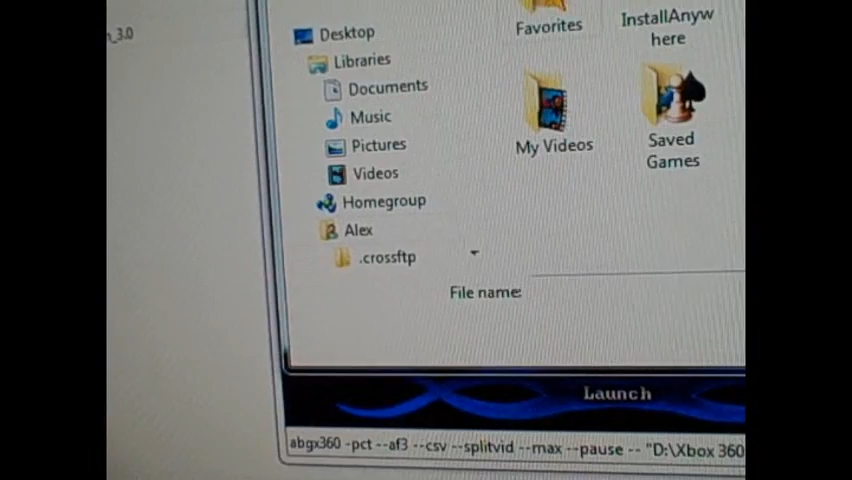 _3.0
Desktop
Libraries
Documents
Music
Pictures
Videos
Homegroup
Alex
.crossftp
Favorites
InstallAnyw
here
My Videos
Saved
Games
File name:
Launch
abgx360 -pct --af3 --csv --splitvid --max --pause -- "D:\Xbox 360